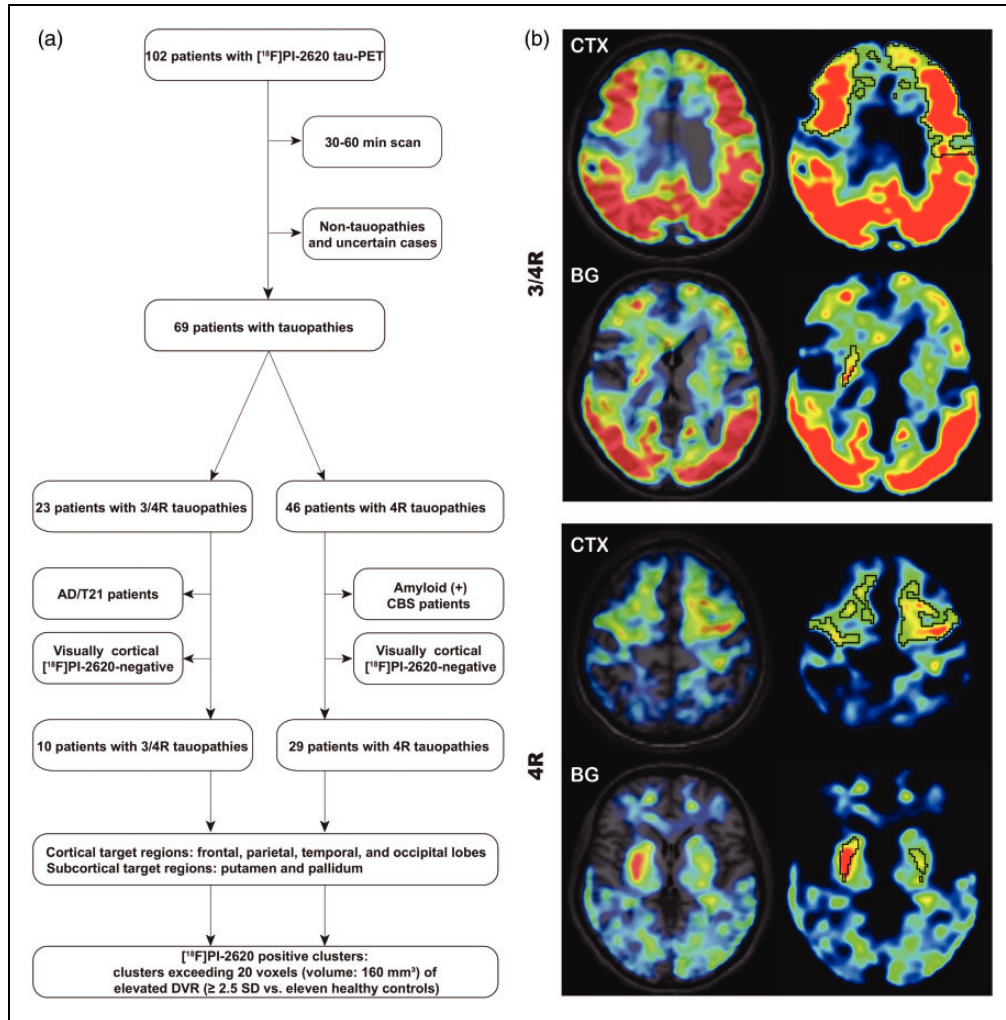 (a)
102 patients with [¹⁸F]PI-2620 tau-PET
30-60 min scan
Non-tauopathies
and uncertain cases
69 patients with tauopathies
23 patients with 3/4R tauopathies
46 patients with 4R tauopathies
AD/T21 patients
Amyloid (+)
CBS patients
Visually cortical
[¹⁸F]PI-2620-negative
Visually cortical
[¹⁸F]PI-2620-negative
10 patients with 3/4R tauopathies
29 patients with 4R tauopathies
Cortical target regions: frontal, parietal, temporal, and occipital lobes
Subcortical target regions: putamen and pallidum
[¹⁸F]PI-2620 positive clusters:
clusters exceeding 20 voxels (volume: 160 mm³) of
elevated DVR (≥ 2.5 SD vs. eleven healthy controls)
(b)
CTX
3/4R
BG
CTX
4R
BG